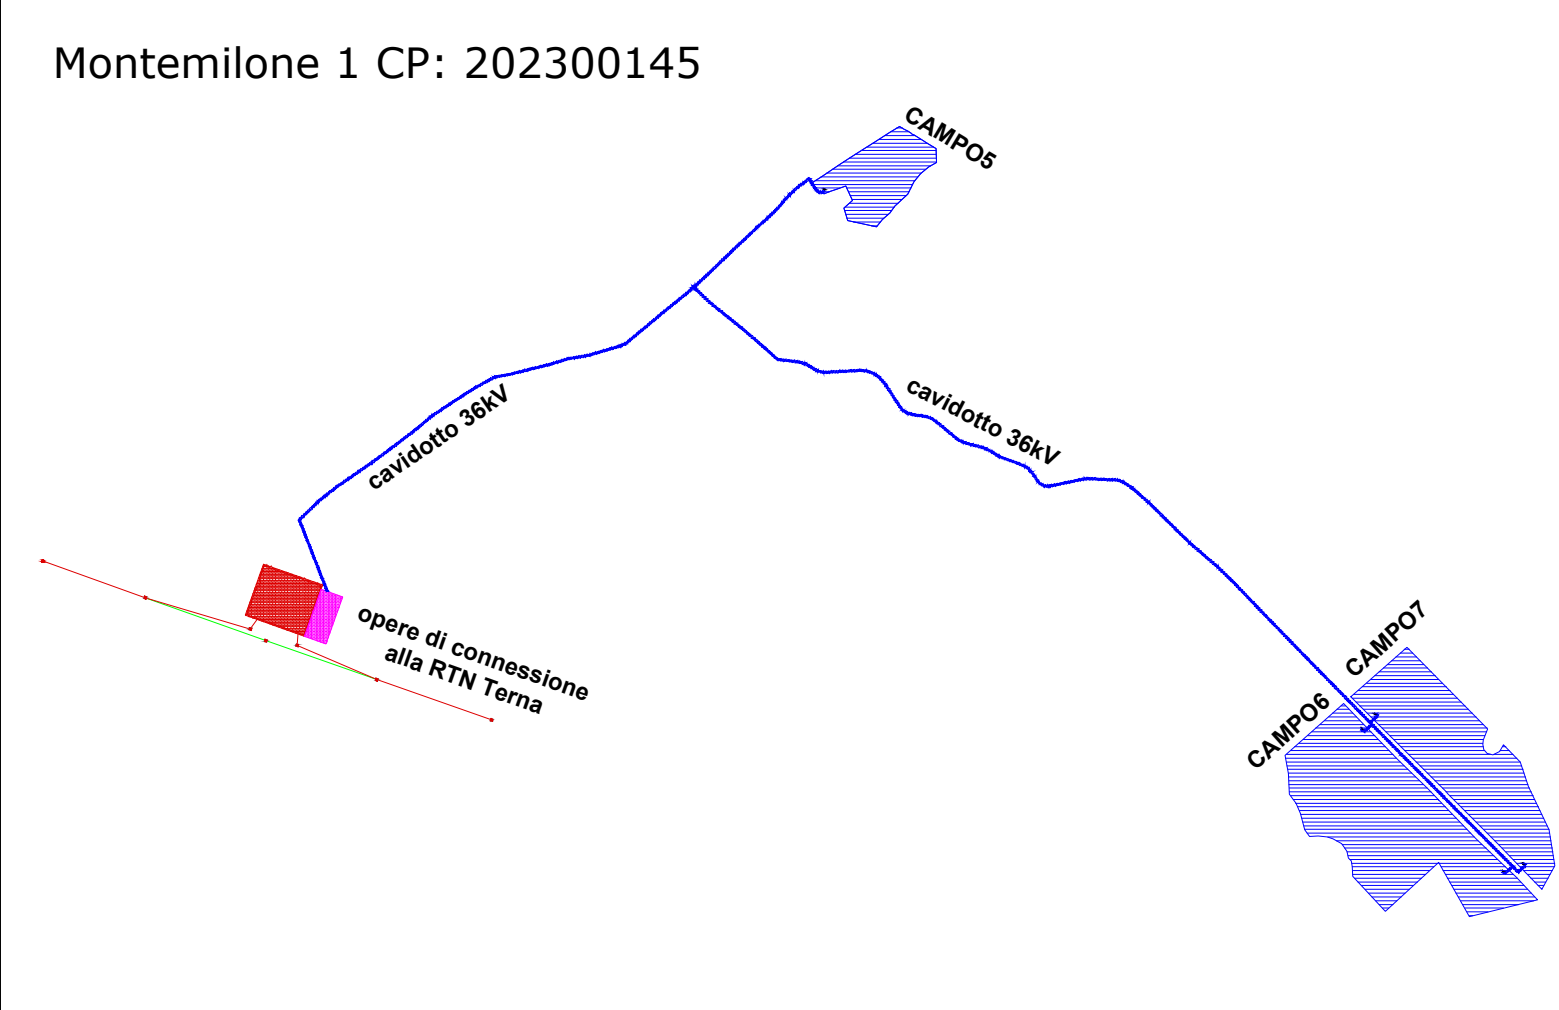 Montemilone 1 CP: 202300145
CAMPO5
cavidotto 36kV
cavidotto 36kV
opere di connessione
alla RTN Terna
CAMPO7
CAMPO6